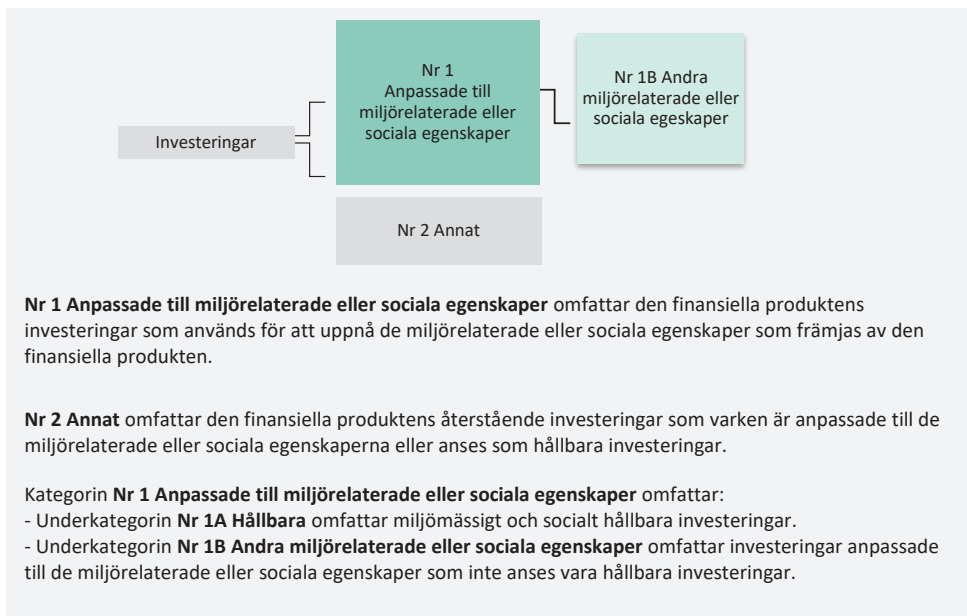 Nr 1
Anpassade till
miljörelaterade eller
sociala egenskaper
Nr 1B Andra
miljörelaterade eller
sociala egeskaper
Investeringar
Nr 2 Annat
Nr 1 Anpassade till miljörelaterade eller sociala egenskaper omfattar den finansiella produktens
investeringar som används för att uppnå de miljörelaterade eller sociala egenskaper som främjas av den
finansiella produkten.
Nr 2 Annat omfattar den finansiella produktens återstående investeringar som varken är anpassade till de
miljörelaterade eller sociala egenskaperna eller anses som hållbara investeringar.
Kategorin Nr 1 Anpassade till miljörelaterade eller sociala egenskaper omfattar:
- Underkategorin Nr 1A Hållbara omfattar miljömässigt och socialt hållbara investeringar.
- Underkategorin Nr 1B Andra miljörelaterade eller sociala egenskaper omfattar investeringar anpassade
till de miljörelaterade eller sociala egenskaper som inte anses vara hållbara investeringar.